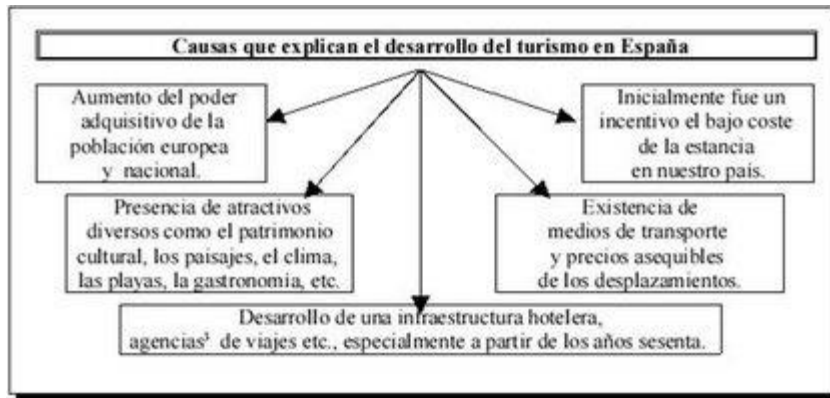 Causas que explican el desarrollo del turismo en España
Aumento del poder
adquisitivo de la
población europea
y nacional.
Inicialmente fue un
incentivo el bajo coste
de la estancia
en nuestro país.
Presencia de atractivos
diversos como el patrimonio
cultural, los paisajes, el clima,
las playas, la gastronomía, etc.
Existencia de
medios de transporte
y precios asequibles
de los desplazamientos.
Desarrollo de una infraestructura hotelera,
agencias³ de viajes etc., especialmente a partir de los años sesenta.